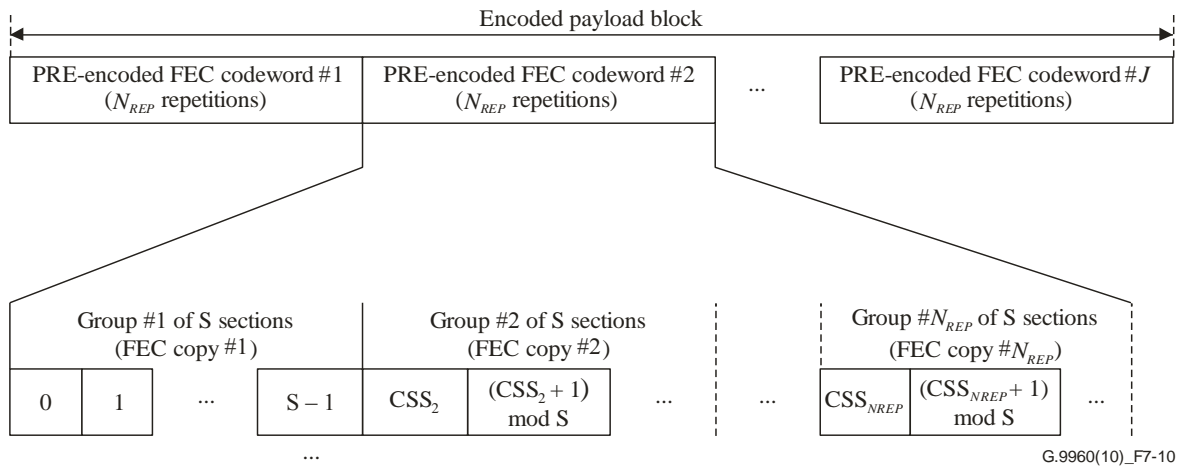 Encoded payload block
PRE-encoded FEC codeword #1
(N_REP repetitions)
PRE-encoded FEC codeword #2
(N_REP repetitions)
...
PRE-encoded FEC codeword #J
(N_REP repetitions)
Group #1 of S sections
(FEC copy #1)
Group #2 of S sections
(FEC copy #2)
Group #N_REP of S sections
(FEC copy #N_REP)
0
1
...
S – 1
CSS_2
(CSS_2 + 1)
mod S
...
...
CSS_NREP
(CSS_NREP + 1)
mod S
...
...
G.9960(10)_F7-10